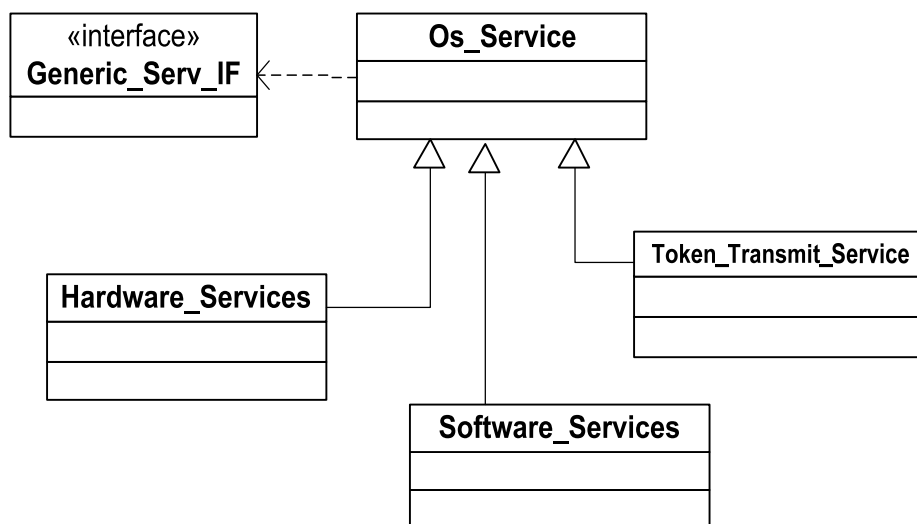 «interface»
Generic_Serv_IF
Os_Service
Token_Transmit_Service
Hardware_Services
Software_Services